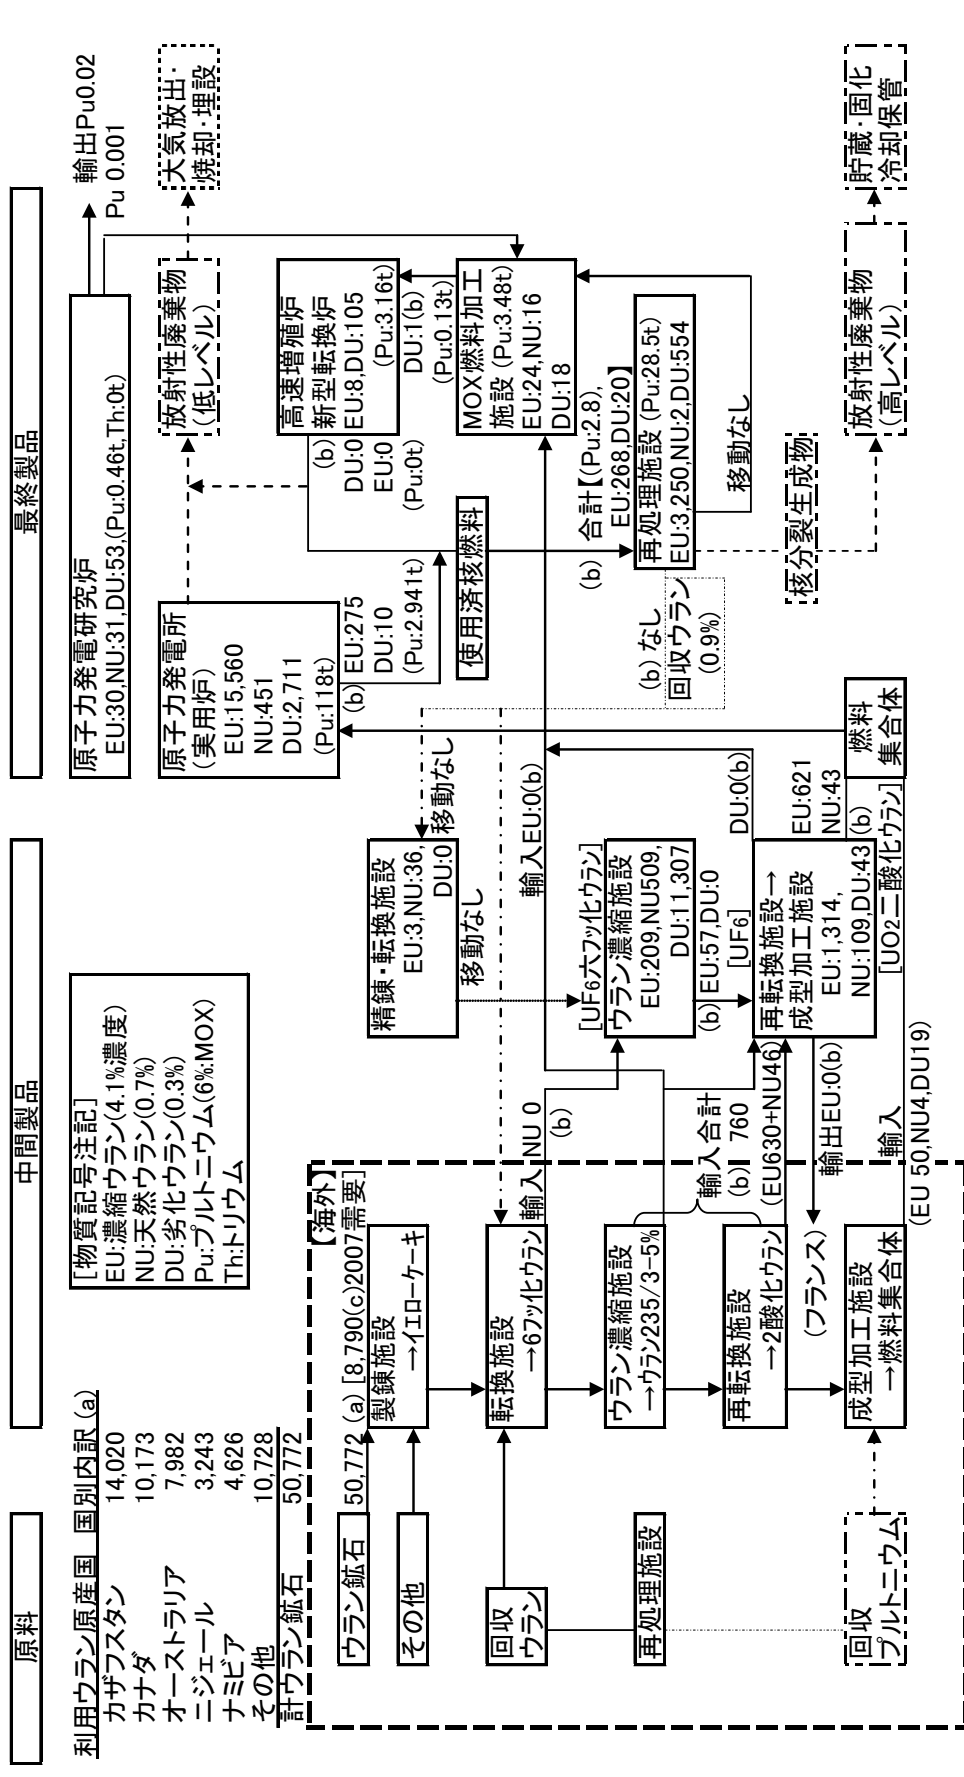 原料
中間製品
最終製品
利用ウラン原産国 国別内訳 (a)
カザフスタン 14,020
カナダ 10,173
オーストラリア 7,982
ニジェール 3,243
ナミビア 4,626
その他 10,728
計ウラン鉱石 50,772
[物質記号注記]
EU:濃縮ウラン(4.1%濃度)
NU:天然ウラン(0.7%)
DU:劣化ウラン(0.3%)
Pu:プルトニウム(6%:MOX)
Th:トリウム
原子力発電研究炉
EU:30,NU:31,DU:53,(Pu:0.46t,Th:0t)
輸出Pu0.02
Pu 0.001
原子力発電所
(実用炉)
EU:15,560
NU:451
DU:2,711
(Pu:118t)
放射性廃棄物
(低レベル)
大気放出・
焼却・埋設
(b) EU:275
DU:10
(Pu:2.941t)
高速増殖炉
新型転換炉
EU:8,DU:105
(Pu:3.16t)
(b)
DU:0
EU:0
(Pu:0t)
DU:1(b)
(Pu:0.13t)
使用済核燃料
MOX燃料加工
施設 (Pu:3.48t)
EU:24,NU:16
DU:18
(b) 合計【(Pu:2.8),
EU:268,DU:20】
再処理施設 (Pu:28.5t)
EU:3,250,NU:2,DU:554
移動なし
(b) なし
回収ウラン
(0.9%)
核分裂生成物
放射性廃棄物
(高レベル)
貯蔵・固化
冷却保管
【海外】
50,772 (a) [8,790(c)2007需要]
ウラン鉱石
その他
製錬施設
→イエローケーキ
精錬・転換施設
EU:3,NU:36,
DU:0
移動なし
移動なし
回収
ウラン
転換施設
→6フッ化ウラン
輸入 NU 0
(b)
輸入EU:0(b)
[UF6六フッ化ウラン]
ウラン濃縮施設
EU:209,NU509,
DU:11,307
(b) EU:57,DU:0
[UF6]
DU:0(b)
再処理施設
ウラン濃縮施設
→ウラン235/3-5%
輸入合計
(b) 760
(EU630+NU46)
再転換施設
→2酸化ウラン
再転換施設→
成型加工施設
EU:1,314,
NU:109,DU:43
EU:621
NU:43
(b)
輸出EU:0(b)
(フランス)
[UO2二酸化ウラン]
回収
プルトニウム
成型加工施設
→燃料集合体
輸入
(EU 50,NU4,DU19)
燃料
集合体